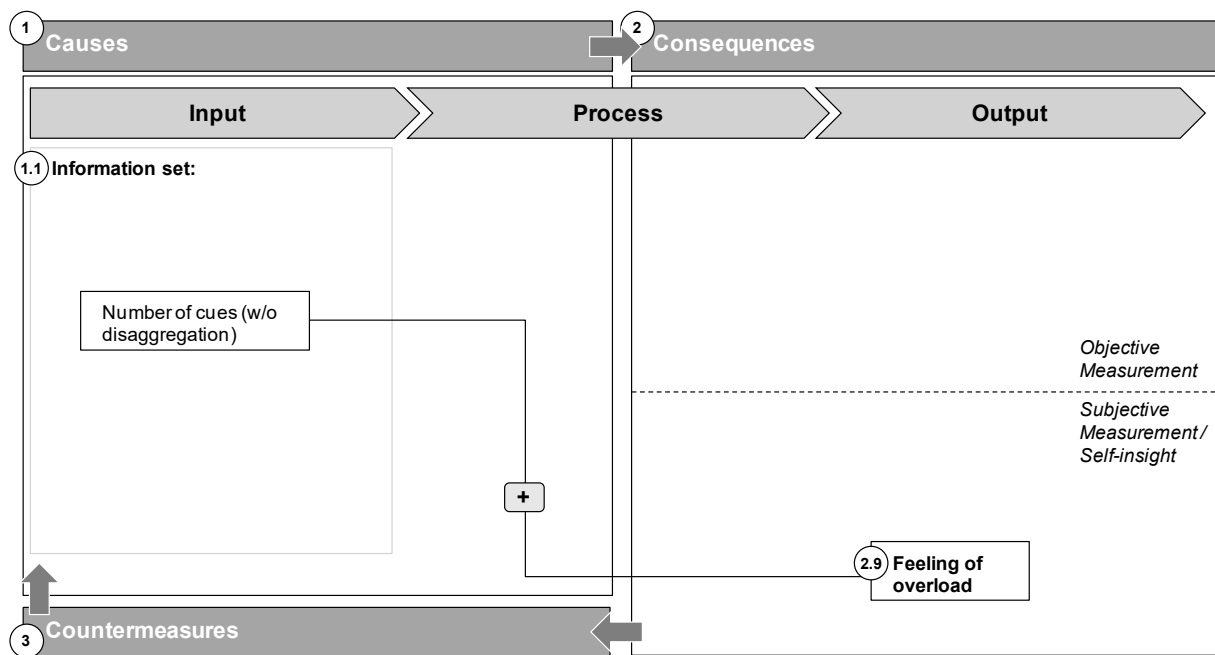 1
Causes
2
Consequences
Input
Process
Output
1.1
Information set:
Number of cues (w/o
disaggregation)
Objective
Measurement
Subjective
Measurement /
Self-insight
+
2.9
Feeling of
overload
3
Countermeasures